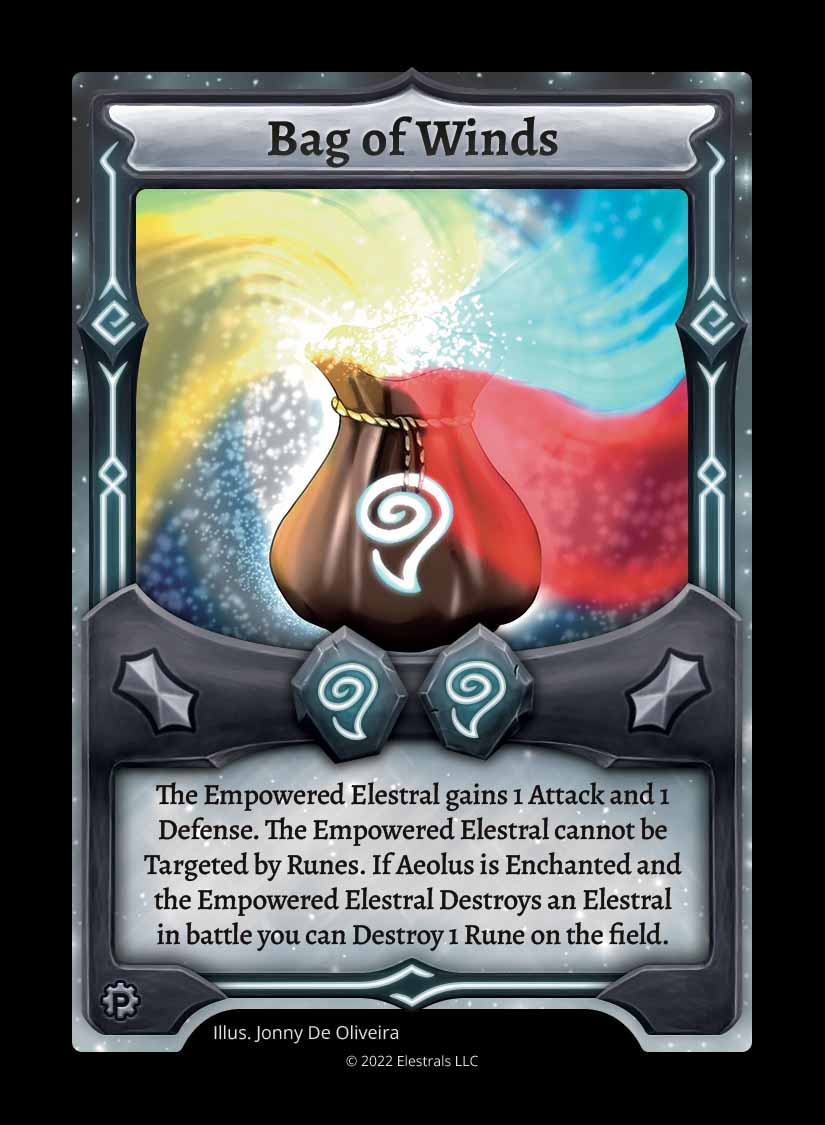 Bag of Winds
The Empowered Elestral gains 1 Attack and 1
Defense. The Empowered Elestral cannot be
Targeted by Runes. If Aeolus is Enchanted and
the Empowered Elestral Destroys an Elestral
in battle you can Destroy 1 Rune on the field.
P
Illus. Jonny De Oliveira
© 2022 Elestrals LLC